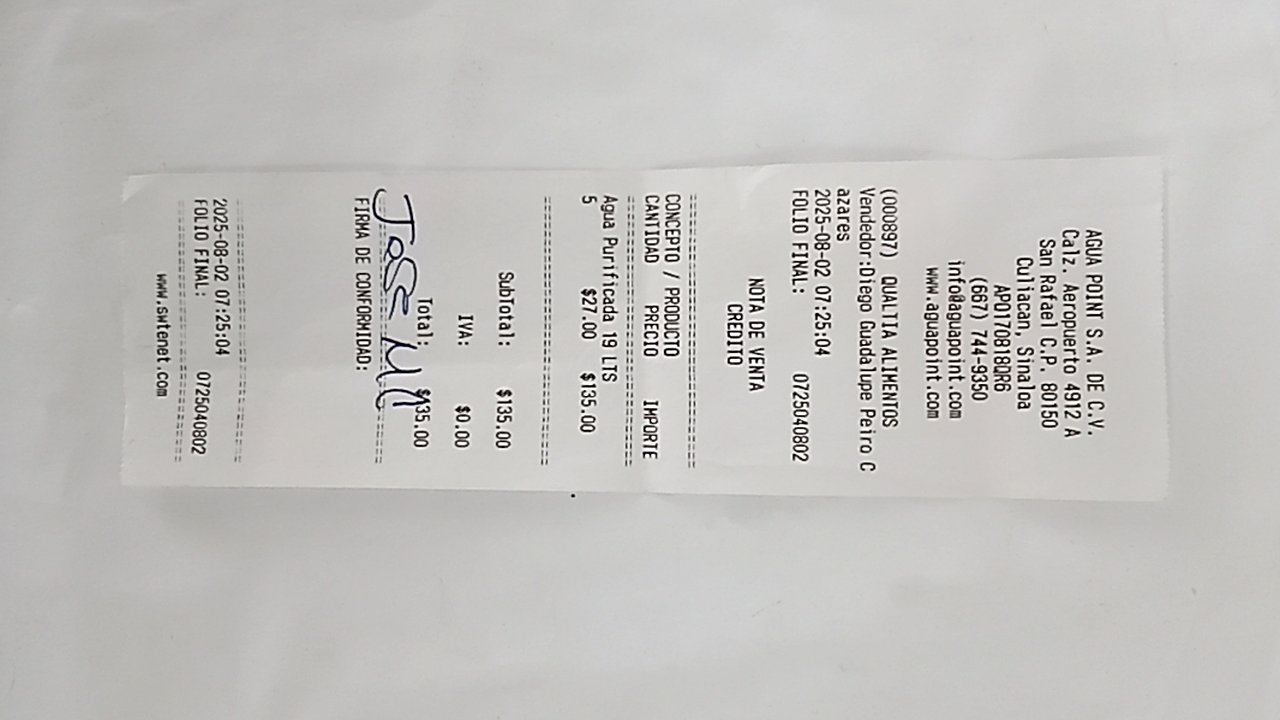 AGUA POINT S.A. DE C.V.
Calz. Aeropuerto 4912 A
San Rafael C.P. 80150
Culiacan, Sinaloa
APO170818QR6
(667) 744-9350
info@aguapoint.com
www.aguapoint.com
(000897) QUALTIA ALIMENTOS
Vendedor:Diego Guadalupe Peiro C
azares
2025-08-02 07:25:04
FOLIO FINAL: 0725040802
NOTA DE VENTA
CREDITO
================================
CONCEPTO / PRODUCTO
CANTIDAD PRECIO IMPORTE
================================
Agua Purificada 19 LTS
5 $27.00 $135.00
================================
SubTotal: $135.00
IVA: $0.00
Total: $135.00
Jose M
================================
FIRMA DE CONFORMIDAD:
================================
2025-08-02 07:25:04
FOLIO FINAL: 0725040802
================================
www.swtenet.com